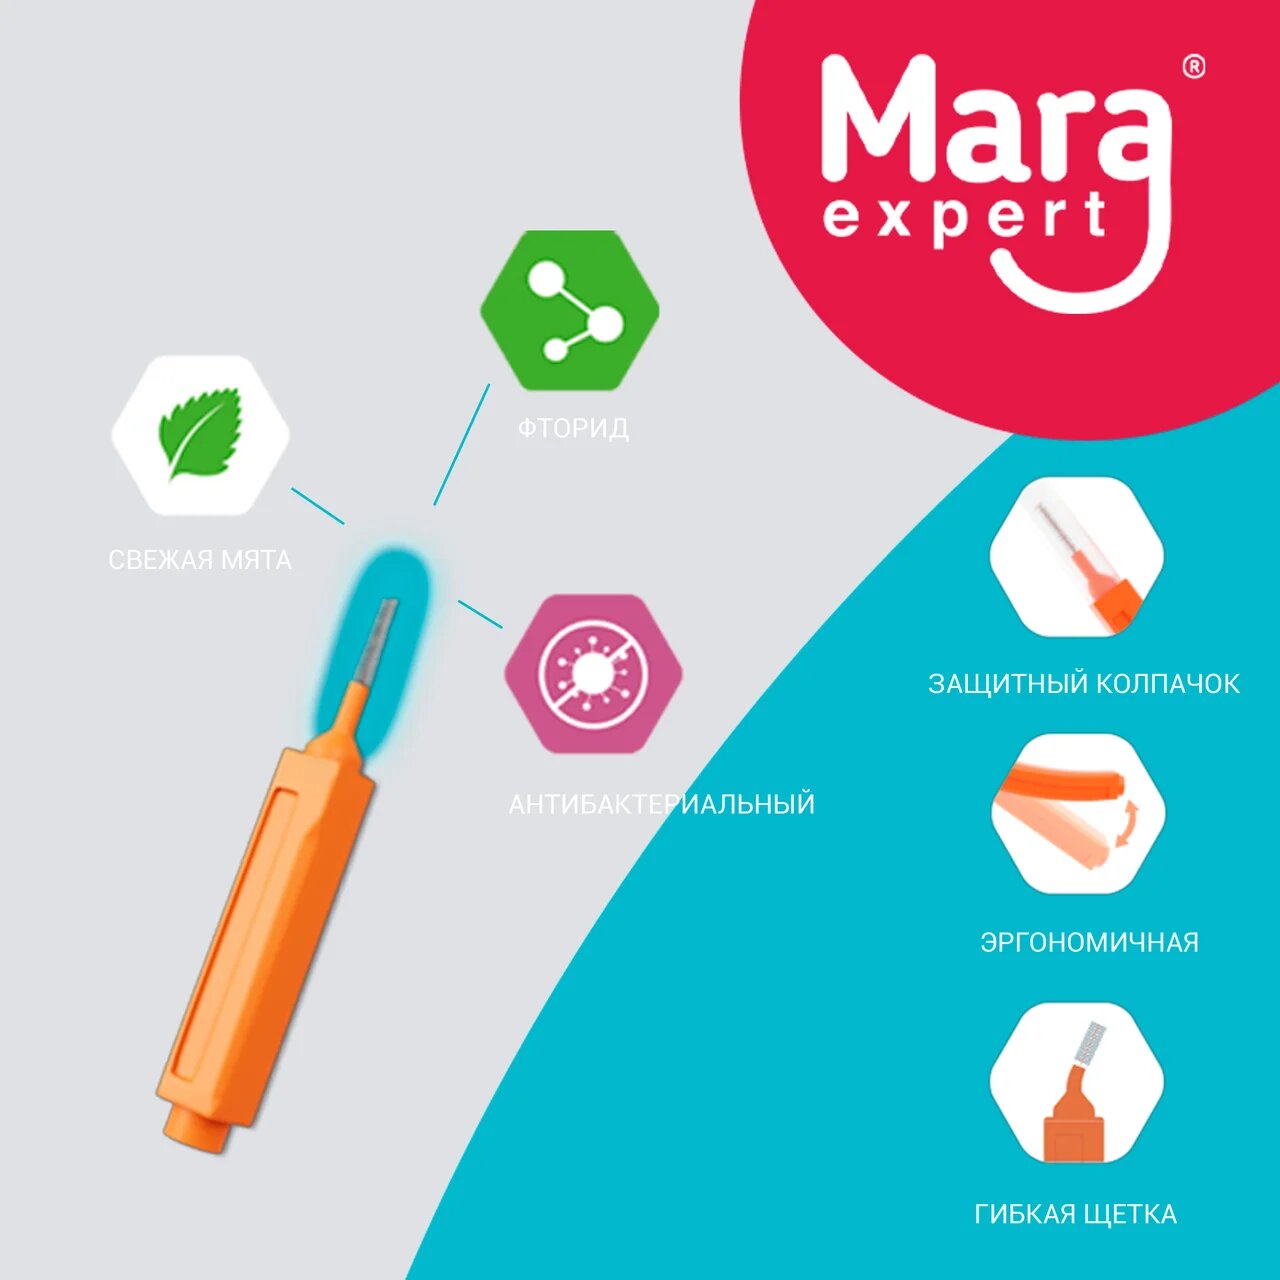 Mara ®
expert
ФТОРИД
СВЕЖАЯ МЯТА
АНТИБАКТЕРИАЛЬНЫЙ
ЗАЩИТНЫЙ КОЛПАЧОК
ЭРГОНОМИЧНАЯ
ГИБКАЯ ЩЕТКА